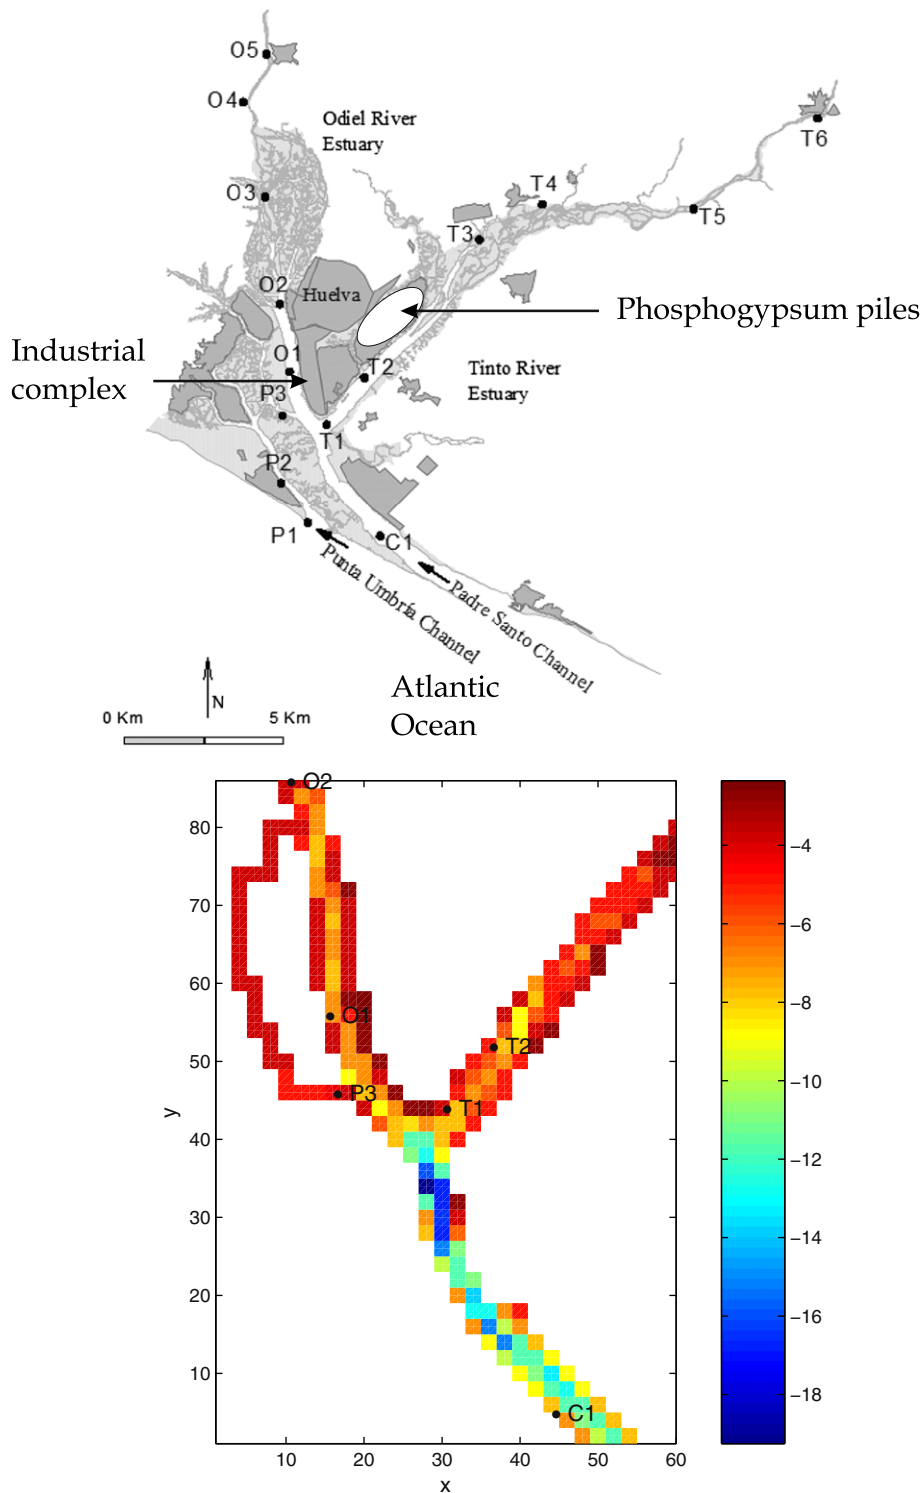 O5
O4
Odiel River
Estuary
T6
O3
T4
T5
T3
O2
Huelva
Phosphogypsum piles
Industrial
complex
O1
T2
Tinto River
Estuary
P3
T1
P2
P1
C1
Punta Umbría Channel
Padre Santo Channel
N
Atlantic
Ocean
0 Km
5 Km
O2
O1
T2
P3
T1
C1
80
70
60
50
40
30
20
10
y
10
20
30
40
50
60
x
−4
−6
−8
−10
−12
−14
−16
−18